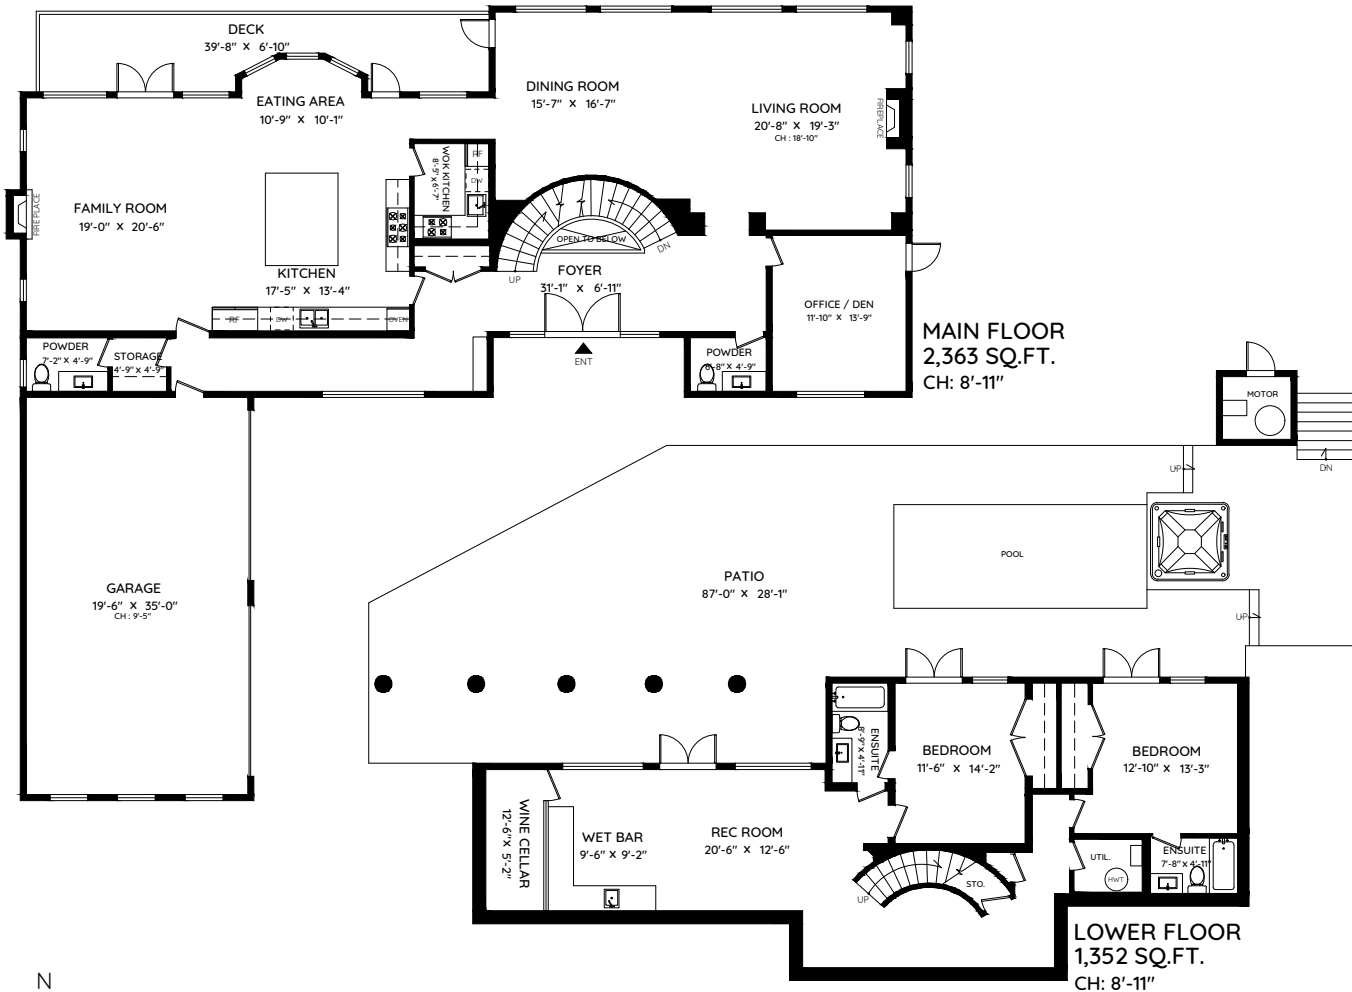 DECK
39'-8" X 6'-10"
EATING AREA
10'-9" X 10'-1"
DINING ROOM
15'-7" X 16'-7"
LIVING ROOM
20'-8" X 19'-3"
CH : 18'-10"
FIREPLACE
WOK KITCHEN
8'-5" X 6'-7"
RF
DW
FAMILY ROOM
19'-0" X 20'-6"
FIREPLACE
KITCHEN
17'-5" X 13'-4"
RF
DW
OVEN
OPEN TO BELOW
DN
UP
FOYER
31'-1" X 6'-11"
ENT
OFFICE / DEN
11'-10" X 13'-9"
POWDER
7'-2" X 4'-9"
STORAGE
4'-9" X 4'-9"
POWDER
6'-8" X 4'-9"
MAIN FLOOR
2,363 SQ.FT.
CH: 8'-11"
MOTOR
DN
UP
POOL
PATIO
87'-0" X 28'-1"
UP
GARAGE
19'-6" X 35'-0"
CH : 9'-5"
ENSUITE
8'-9" X 4'-11"
BEDROOM
11'-6" X 14'-2"
BEDROOM
12'-10" X 13'-3"
WINE CELLAR
12'-6" X 5'-2"
WET BAR
9'-6" X 9'-2"
REC ROOM
20'-6" X 12'-6"
UP
STO.
UTIL.
HWT
ENSUITE
7'-8" X 4'-11"
LOWER FLOOR
1,352 SQ.FT.
CH: 8'-11"
N